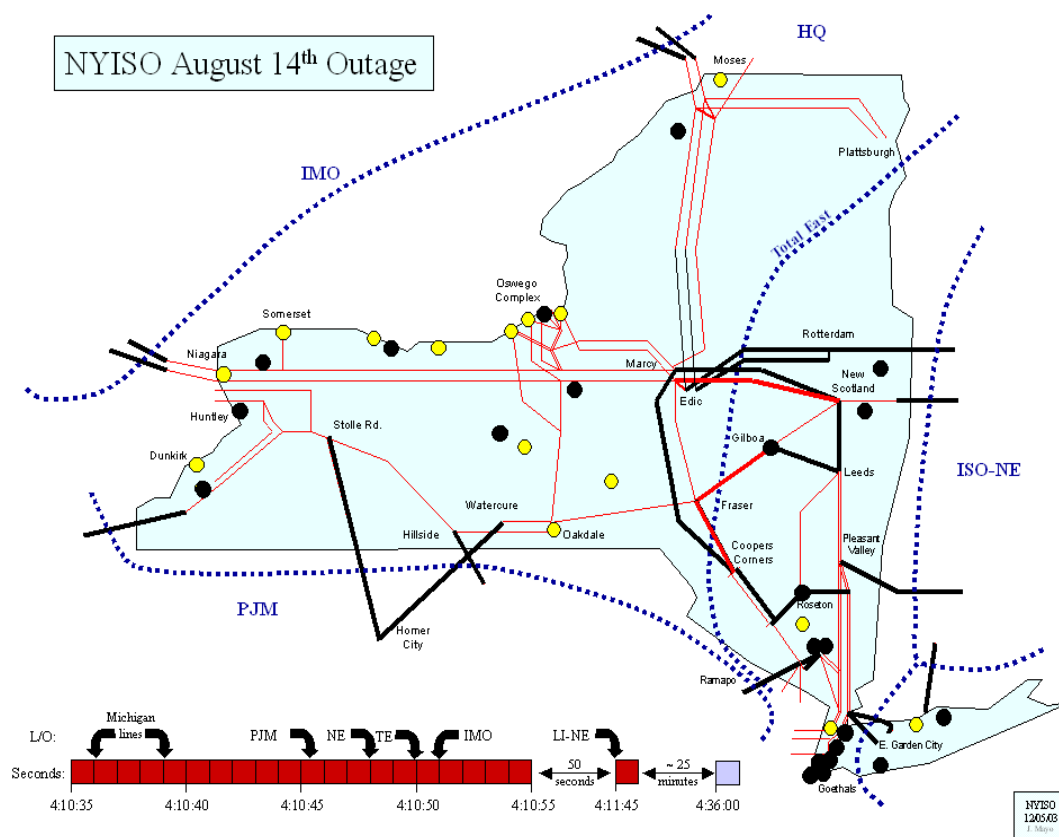 NYISO August 14th Outage
HQ
Moses
Plattsburgh
IMO
Total East
Oswego
Complex
Somerset
Rotterdam
Niagara
Marcy
New
Scotland
Edic
Huntley
Stolle Rd.
Gilboa
Dunkirk
Leeds
ISO-NE
Watercure
Fraser
Hillside
Oakdale
Pleasant
Valley
Coopers
Corners
PJM
Roseton
Homer
City
Ramapo
E. Garden City
Goethals
L/O:
Michigan
lines
PJM
NE
TE
IMO
LI-NE
Seconds:
50
seconds
~ 25
minutes
4:10:35
4:10:40
4:10:45
4:10:50
4:10:55
4:11:45
4:36:00
NYISO
12/05/03
J. Mayo